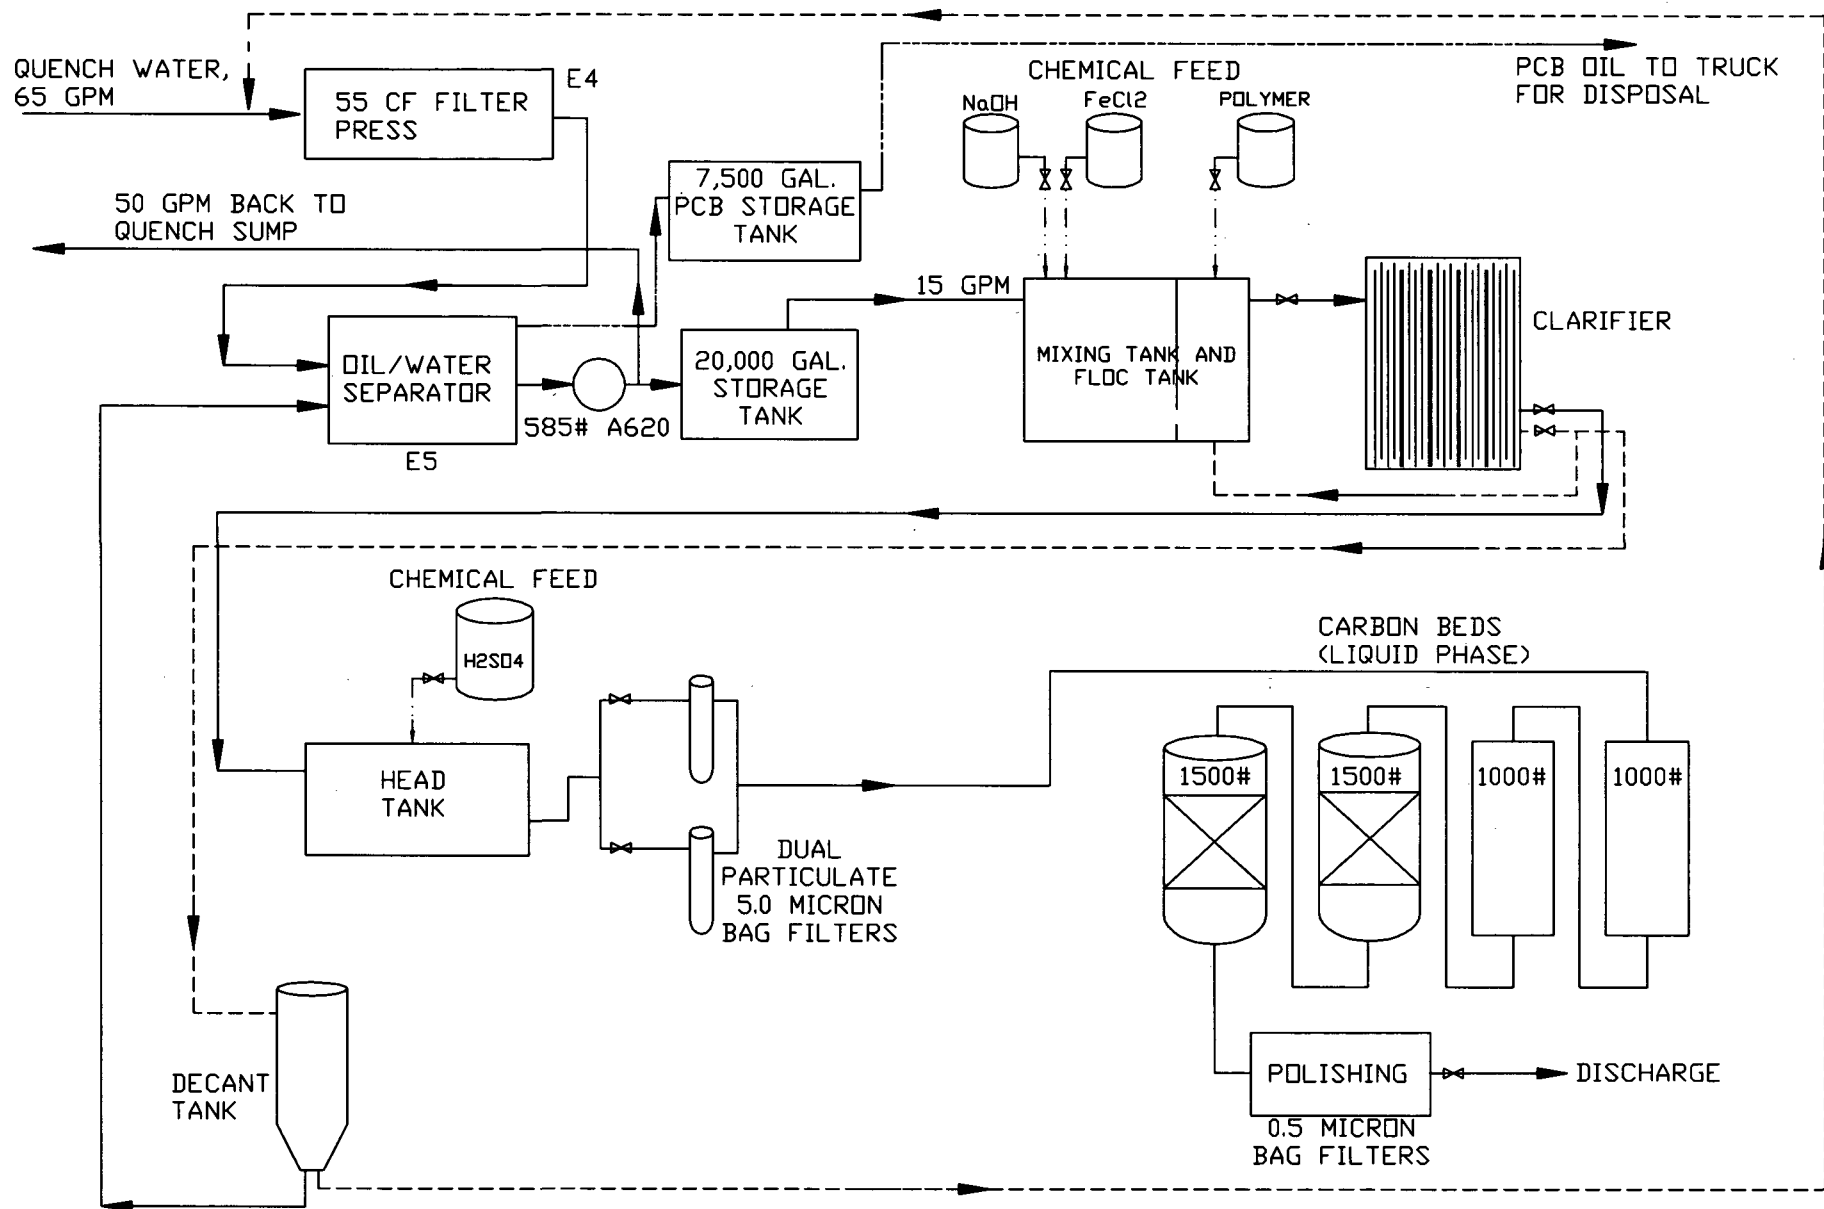 QUENCH WATER,
65 GPM
55 CF FILTER
PRESS
E4
PCB OIL TO TRUCK
FOR DISPOSAL
CHEMICAL FEED
NaOH
FeCl2
POLYMER
50 GPM BACK TO
QUENCH SUMP
7,500 GAL.
PCB STORAGE
TANK
15 GPM
CLARIFIER
OIL/WATER
SEPARATOR
E5
585# A620
20,000 GAL.
STORAGE
TANK
MIXING TANK AND
FLOC TANK
CHEMICAL FEED
H2SO4
HEAD
TANK
DUAL
PARTICULATE
5.0 MICRON
BAG FILTERS
CARBON BEDS
(LIQUID PHASE)
1500#
1500#
1000#
1000#
DECANT
TANK
POLISHING
DISCHARGE
0.5 MICRON
BAG FILTERS